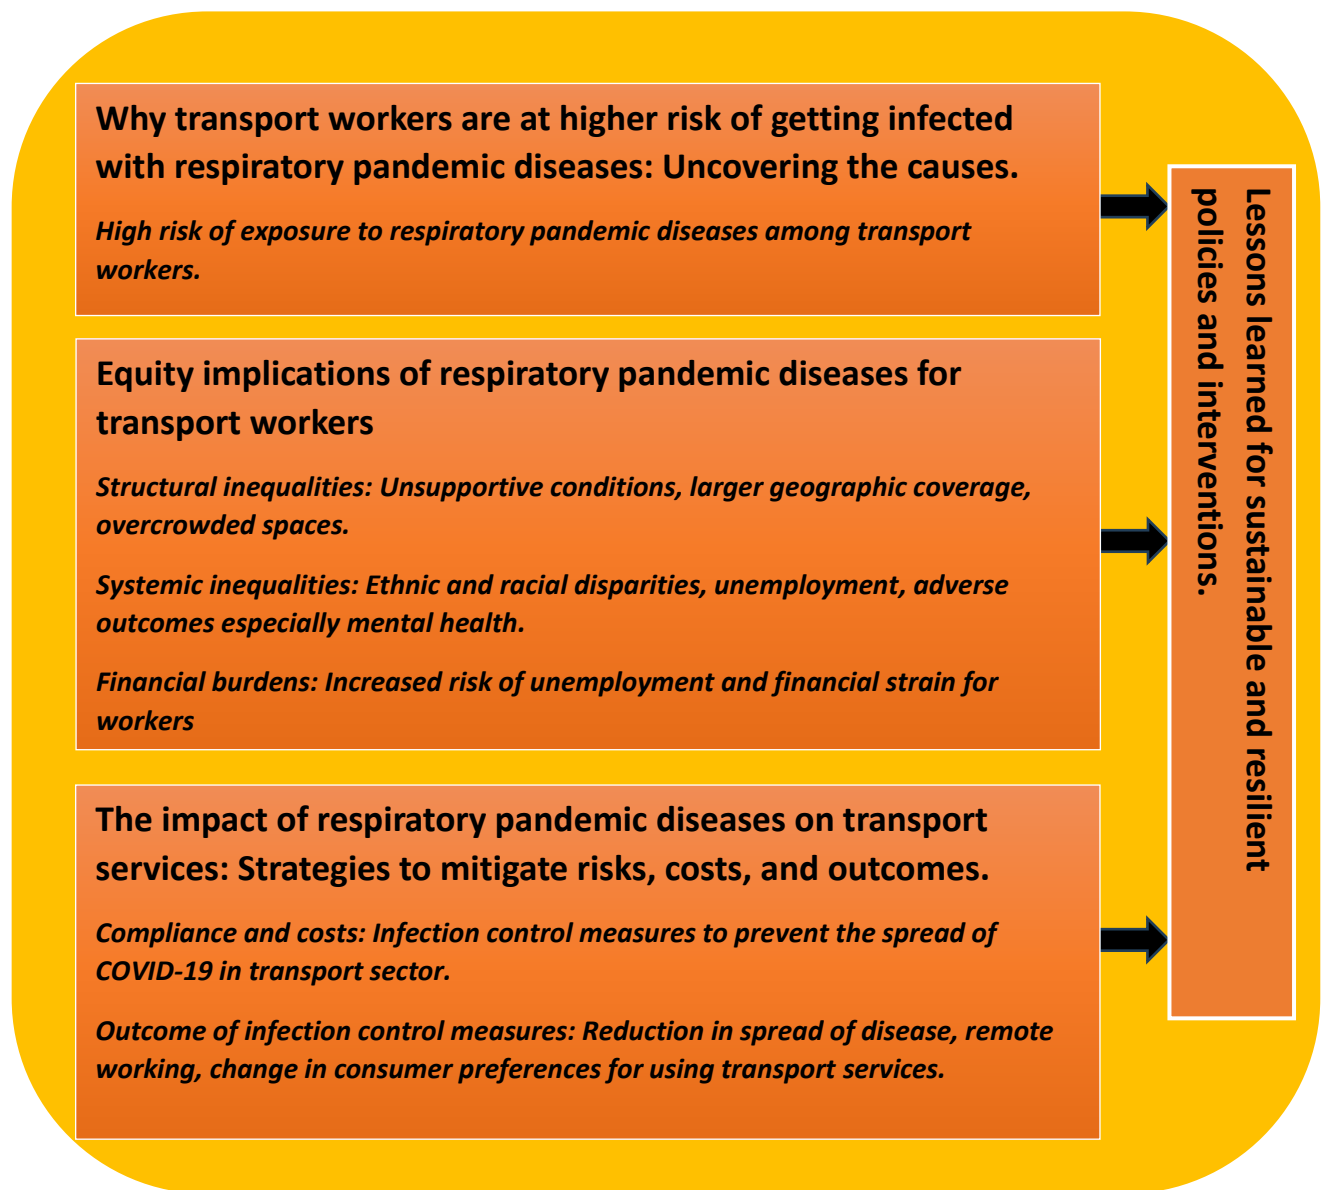 Why transport workers are at higher risk of getting infected
with respiratory pandemic diseases: Uncovering the causes.
High risk of exposure to respiratory pandemic diseases among transport
workers.
Equity implications of respiratory pandemic diseases for
transport workers
Structural inequalities: Unsupportive conditions, larger geographic coverage,
overcrowded spaces.
Systemic inequalities: Ethnic and racial disparities, unemployment, adverse
outcomes especially mental health.
Financial burdens: Increased risk of unemployment and financial strain for
workers
The impact of respiratory pandemic diseases on transport
services: Strategies to mitigate risks, costs, and outcomes.
Compliance and costs: Infection control measures to prevent the spread of
COVID-19 in transport sector.
Outcome of infection control measures: Reduction in spread of disease, remote
working, change in consumer preferences for using transport services.
Lessons learned for sustainable and resilient
policies and interventions.